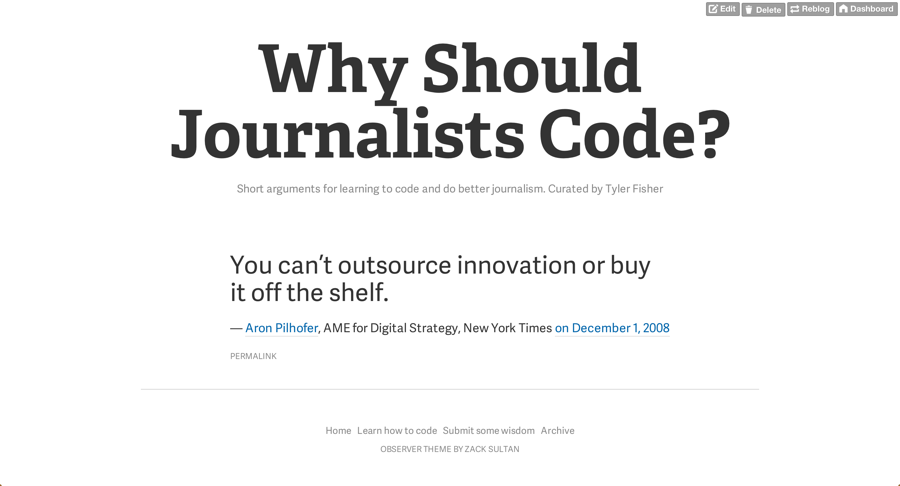 Edit Delete Reblog Dashboard
Why Should
Journalists Code?
Short arguments for learning to code and do better journalism. Curated by Tyler Fisher
You can’t outsource innovation or buy
it off the shelf.
— Aron Pilhofer, AME for Digital Strategy, New York Times on December 1, 2008
PERMALINK
Home Learn how to code Submit some wisdom Archive
OBSERVER THEME BY ZACK SULTAN